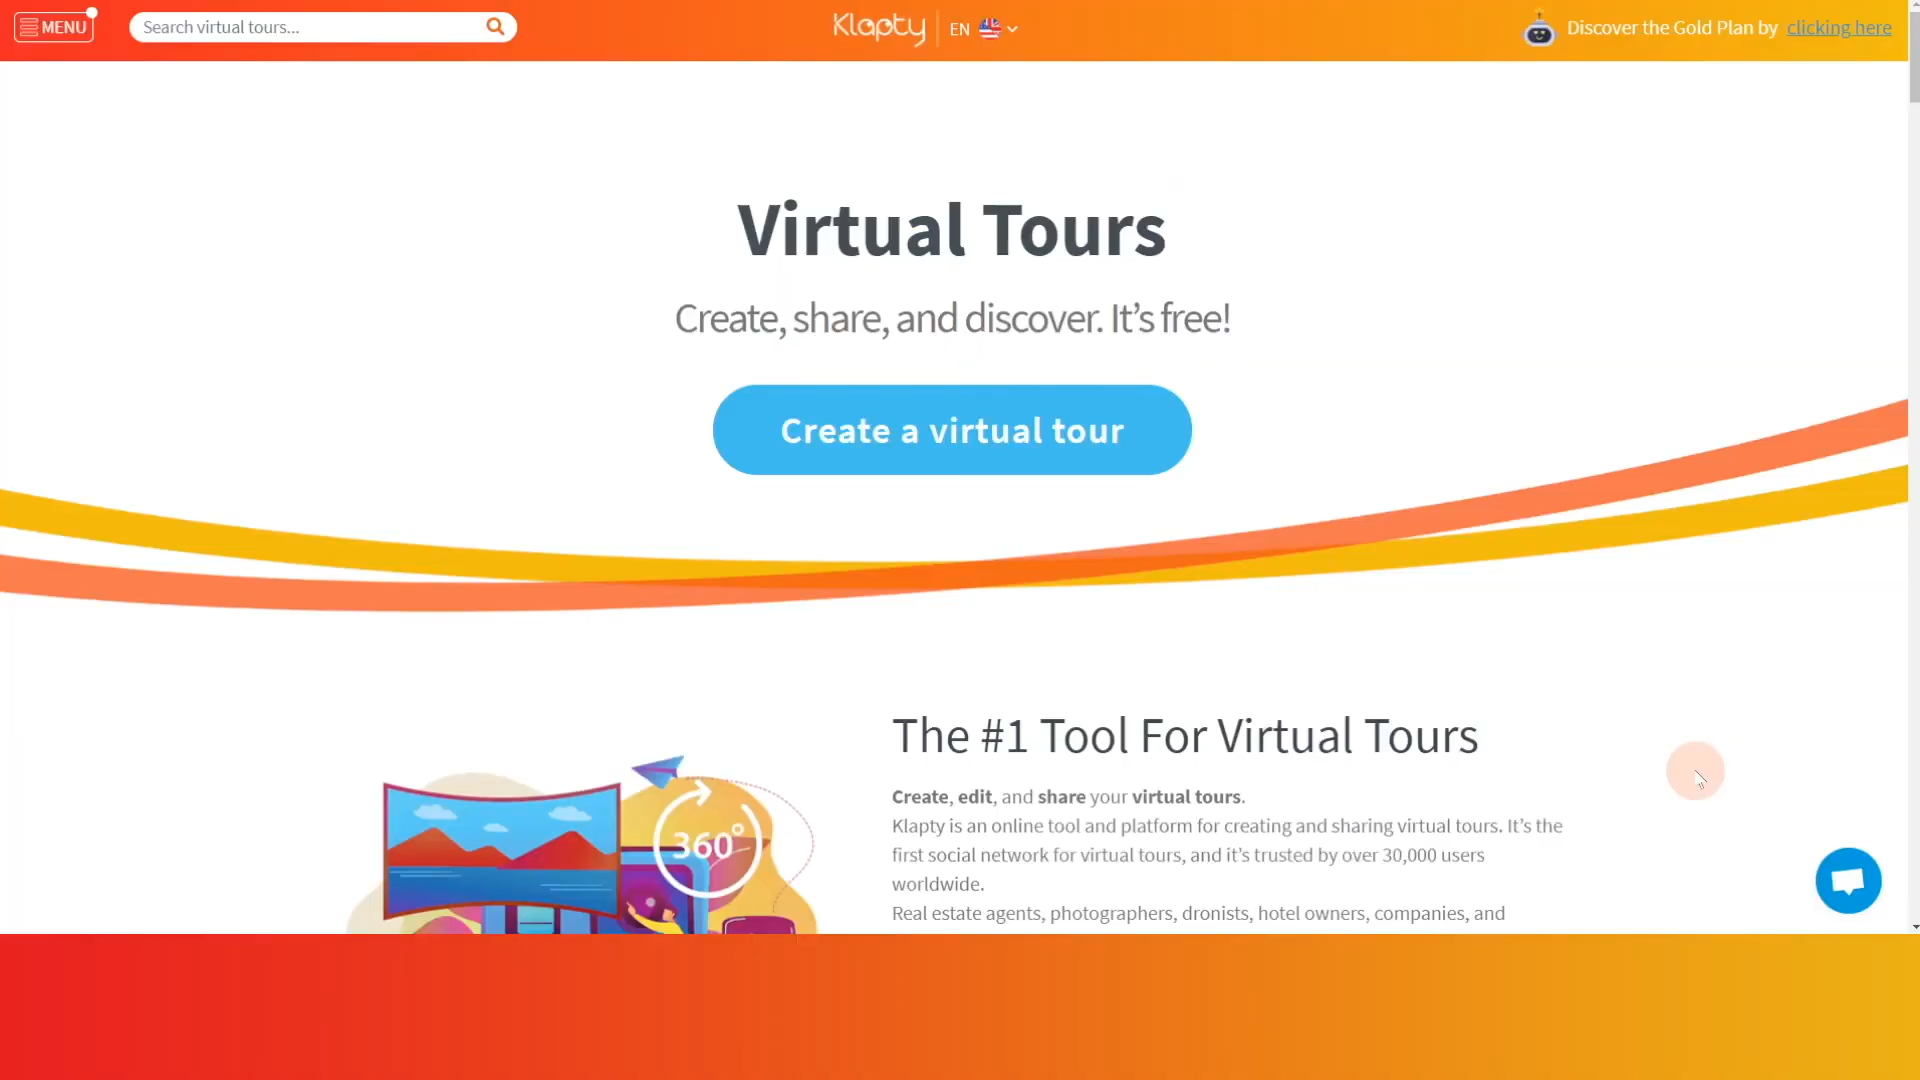 MENU
Search virtual tours...
Klapty
EN
Discover the Gold Plan by clicking here
Virtual Tours
Create, share, and discover. It’s free!
Create a virtual tour
The #1 Tool For Virtual Tours
Create, edit, and share your virtual tours.
Klapty is an online tool and platform for creating and sharing virtual tours. It’s the
first social network for virtual tours, and it’s trusted by over 30,000 users
worldwide.
Real estate agents, photographers, dronists, hotel owners, companies, and
360°